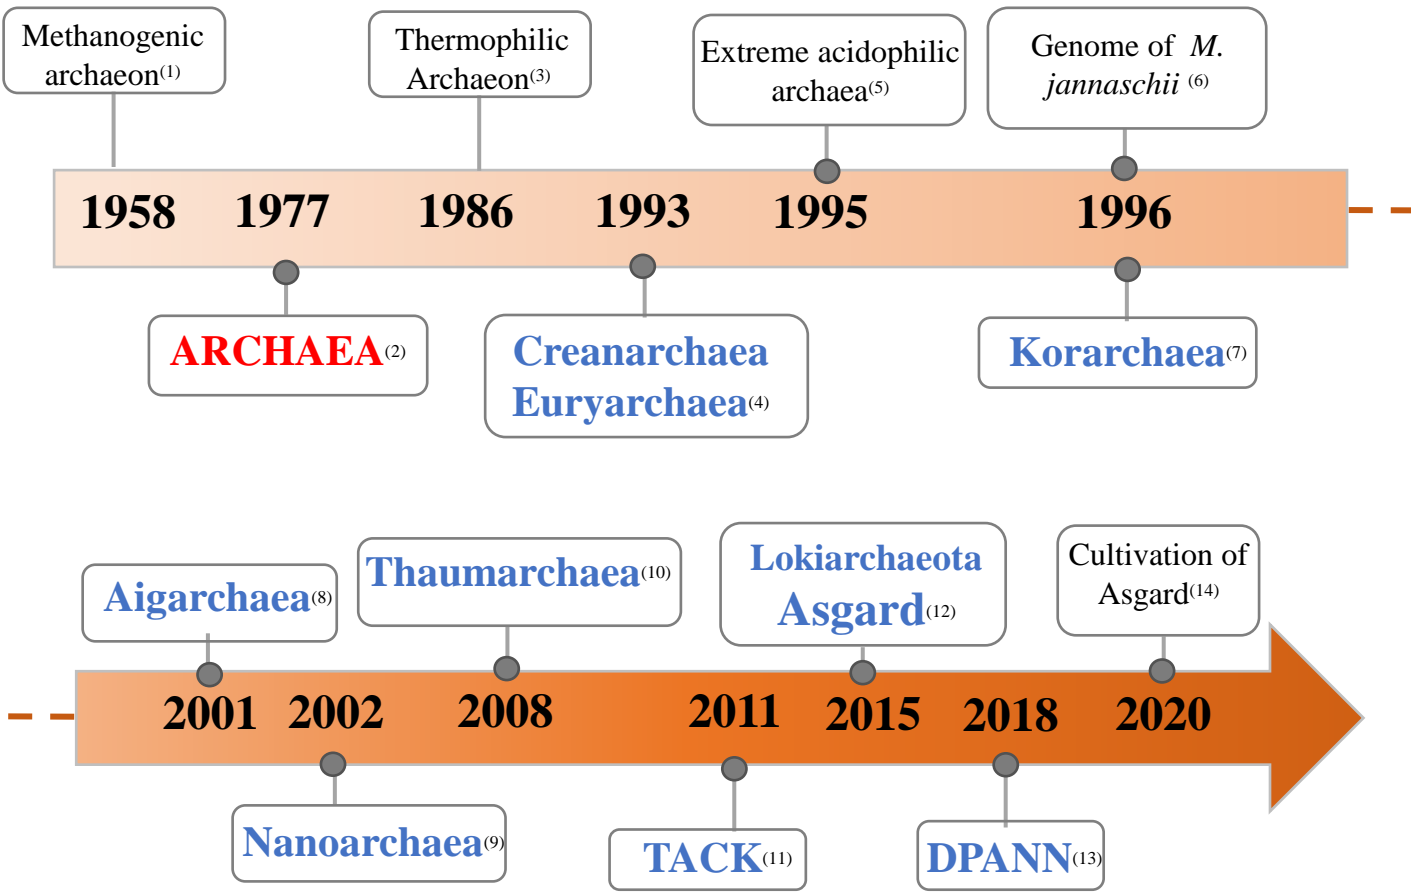 Methanogenic
archaeon(1)
Thermophilic
Archaeon(3)
Extreme acidophilic
archaea(5)
Genome of M.
jannaschii (6)
1958 1977 1986 1993 1995 1996
ARCHAEA(2)
Creanarchaea
Euryarchaea(4)
Korarchaea(7)
Aigarchaea(8)
Thaumarchaea(10)
Lokiarchaeota
Asgard(12)
Cultivation of
Asgard(14)
2001 2002 2008 2011 2015 2018 2020
Nanoarchaea(9)
TACK(11)
DPANN(13)